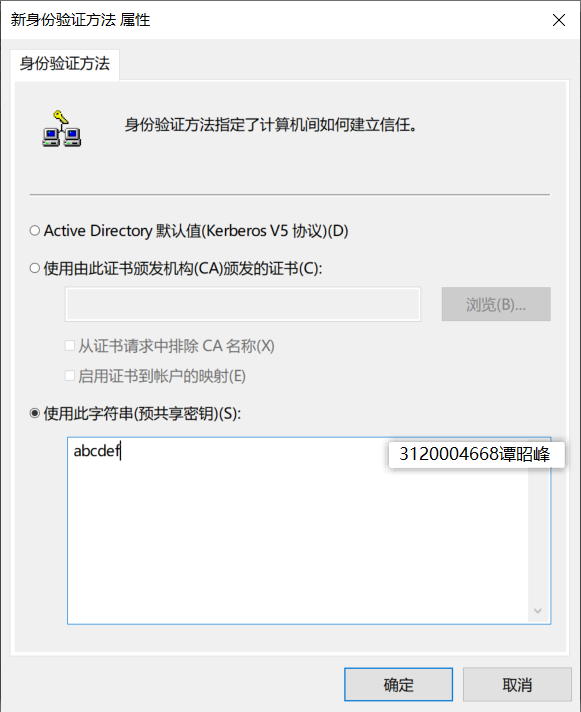 新身份验证方法 属性
身份验证方法
身份验证方法指定了计算机间如何建立信任。
Active Directory 默认值(Kerberos V5 协议)(D)
使用由此证书颁发机构(CA)颁发的证书(C):
浏览(B)...
从证书请求中排除 CA 名称(X)
启用证书到帐户的映射(E)
使用此字符串(预共享密钥)(S):
abcdef
3120004668谭昭峰
确定
取消